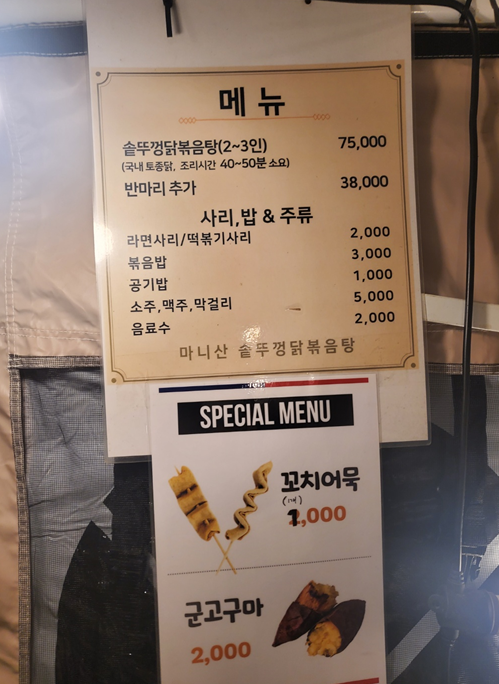 메뉴
솥뚜껑닭볶음탕(2~3인) 75,000
(국내 토종닭, 조리시간 40~50분 소요)
반마리 추가 38,000
사리,밥 & 주류
라면사리/떡볶기사리 2,000
볶음밥 3,000
공기밥 1,000
소주,맥주,막걸리 5,000
음료수 2,000
마니산 솥뚜껑닭볶음탕
SPECIAL MENU
꼬치어묵
(1개)
1,000
군고구마
2,000